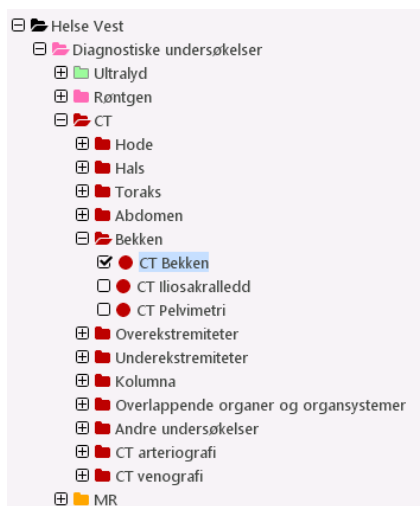 Helse Vest
Diagnostiske undersøkelser
Ultralyd
Røntgen
CT
Hode
Hals
Toraks
Abdomen
Bekken
CT Bekken
CT Iliosakralledd
CT Pelvimetri
Overekstremiteter
Underekstremiteter
Kolumna
Overlappende organer og organsystemer
Andre undersøkelser
CT arteriografi
CT venografi
MR